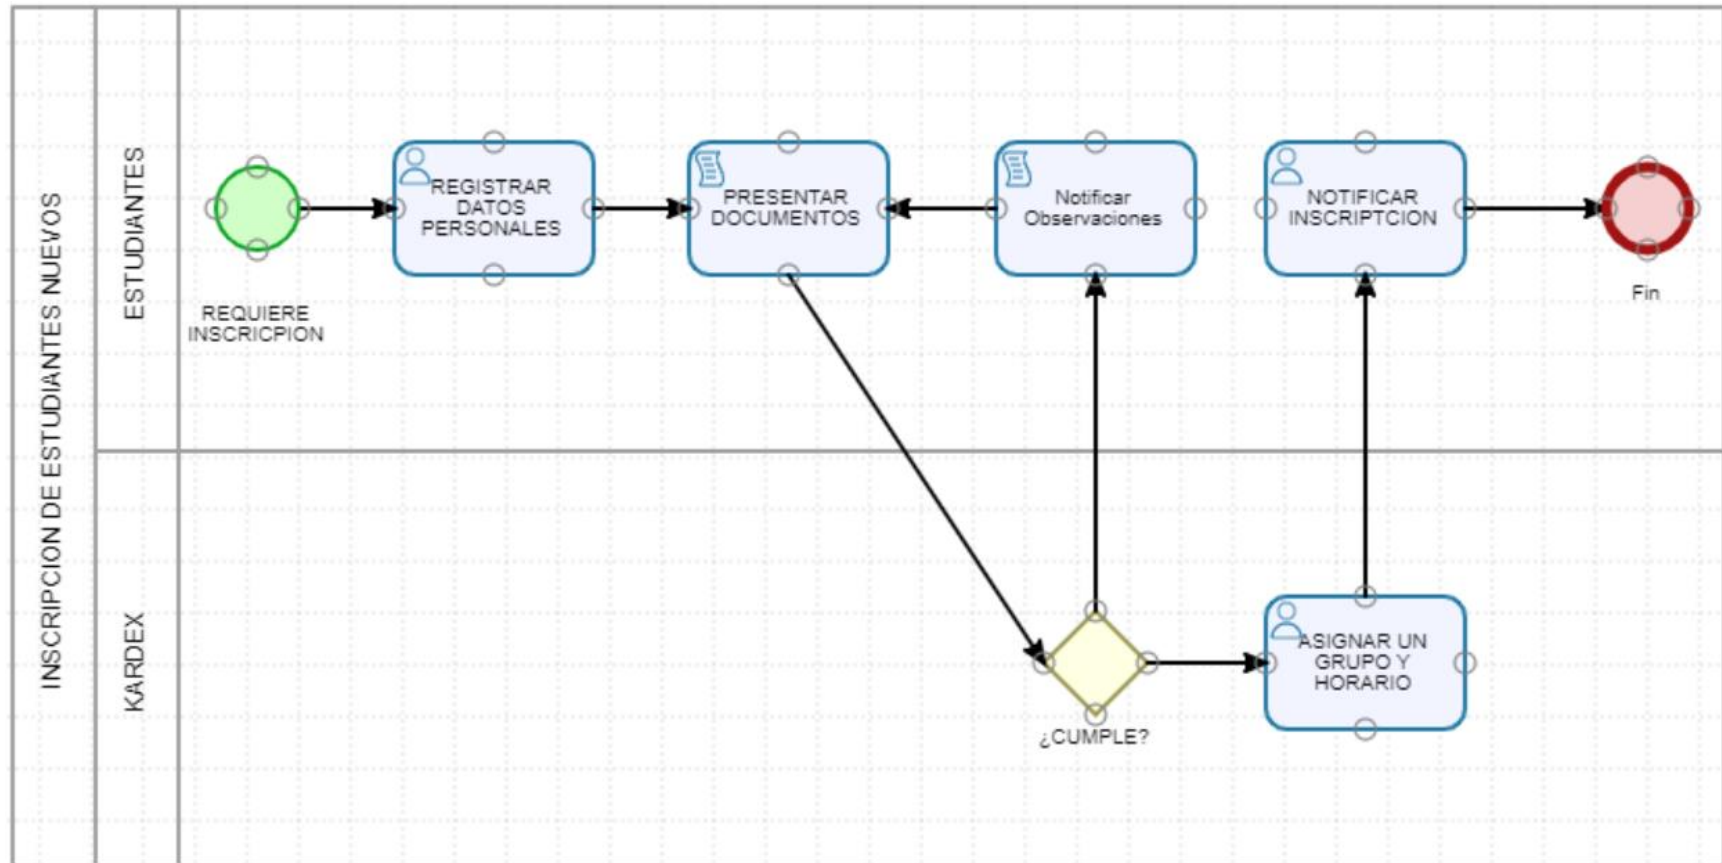 INSCRIPCION DE ESTUDIANTES NUEVOS
ESTUDIANTES
REQUIERE
INSCRICPION
REGISTRAR
DATOS
PERSONALES
PRESENTAR
DOCUMENTOS
Notificar
Observaciones
NOTIFICAR
INSCRIPTCION
Fin
KARDEX
¿CUMPLE?
ASIGNAR UN
GRUPO Y
HORARIO